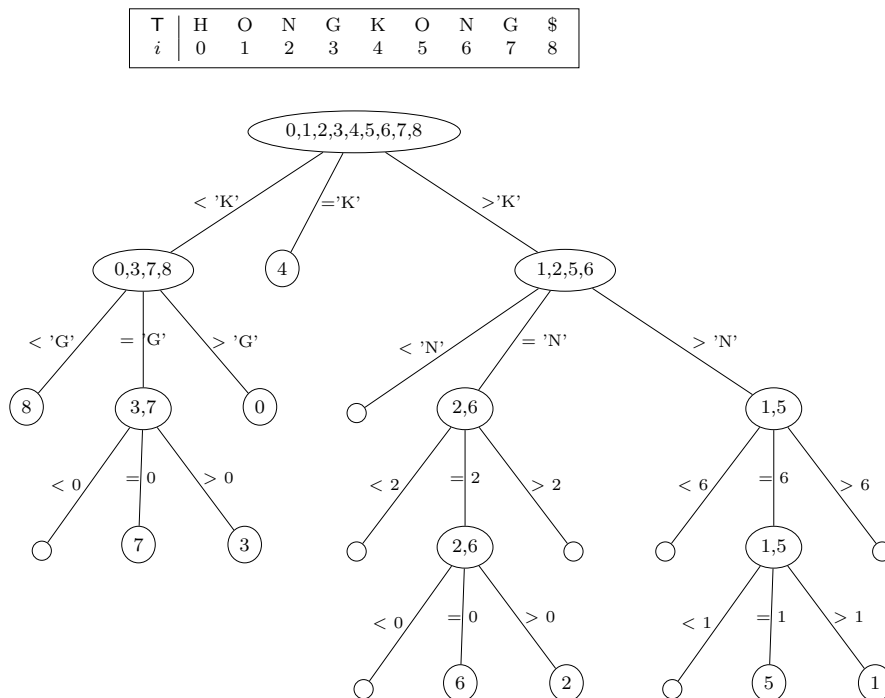 T H O N G K O N G $
i 0 1 2 3 4 5 6 7 8
0,1,2,3,4,5,6,7,8
< 'K' ='K' >'K'
0,3,7,8 4 1,2,5,6
< 'G' = 'G' > 'G' < 'N' = 'N' > 'N'
8 3,7 0 2,6 1,5
< 0 = 0 > 0 < 2 = 2 > 2 < 6 = 6 > 6
7 3 2,6 1,5
< 0 = 0 > 0 < 1 = 1 > 1
6 2 5 1